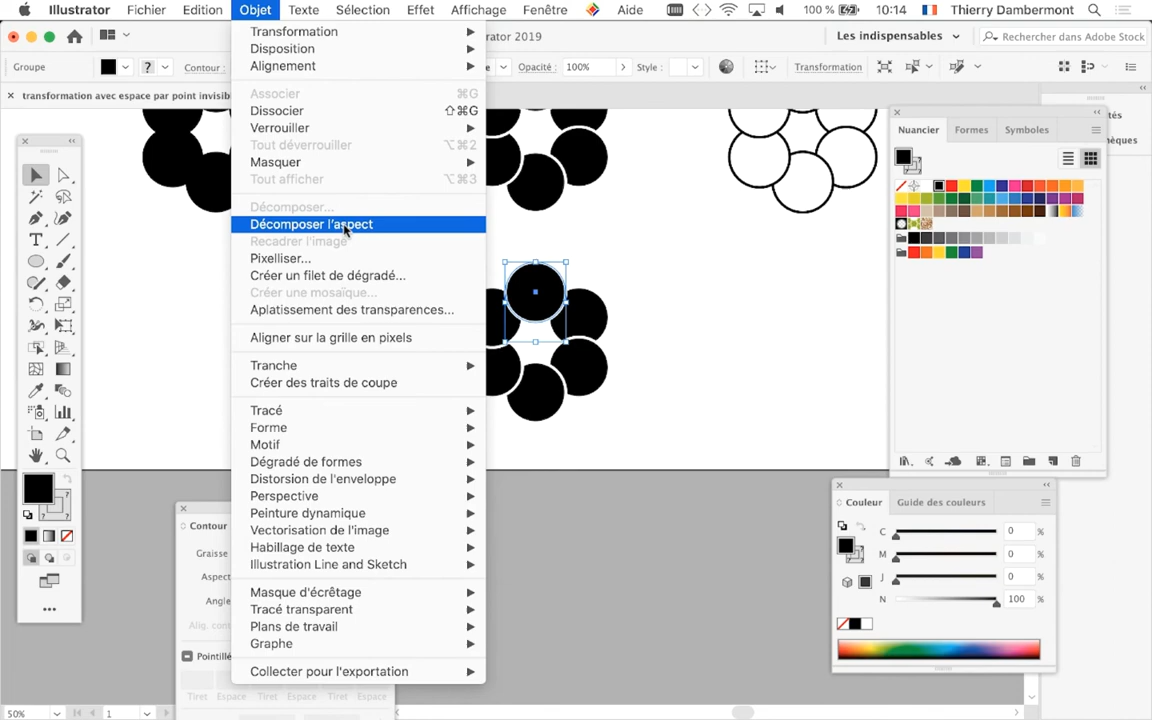 Illustrator Fichier Edition Objet Texte Sélection Effet Affichage Fenêtre Aide 100 % 10:14 Thierry Dambermont
rator 2019 Les indispensables Rechercher dans Adobe Stock
Groupe ? Contour : Opacité : 100% Style : Transformation
× transformation avec espace par point invisib
Transformation
Disposition
Alignement
Associer ⌘G
Dissocier ⇧⌘G
Verrouiller
Tout déverrouiller ⌥⌘2
Masquer
Tout afficher ⌥⌘3
Décomposer...
Décomposer l'aspect
Recadrer l'image
Pixelliser...
Créer un filet de dégradé...
Créer une mosaïque...
Aplatissement des transparences...
Aligner sur la grille en pixels
Tranche
Créer des traits de coupe
Tracé
Forme
Motif
Dégradé de formes
Distorsion de l'enveloppe
Perspective
Peinture dynamique
Vectorisation de l'image
Habillage de texte
Illustration Line and Sketch
Masque d'écrêtage
Tracé transparent
Plans de travail
Graphe
Collecter pour l'exportation
Contour
Graisse
Aspect
Angle
Alig. cont
Pointillé
Tiret Espace Tiret Espace Tiret Espace
Nuancier Formes Symboles
tés
hèques
Couleur Guide des couleurs
C 0 %
M 0 %
J 0 %
N 100 %
50% 1